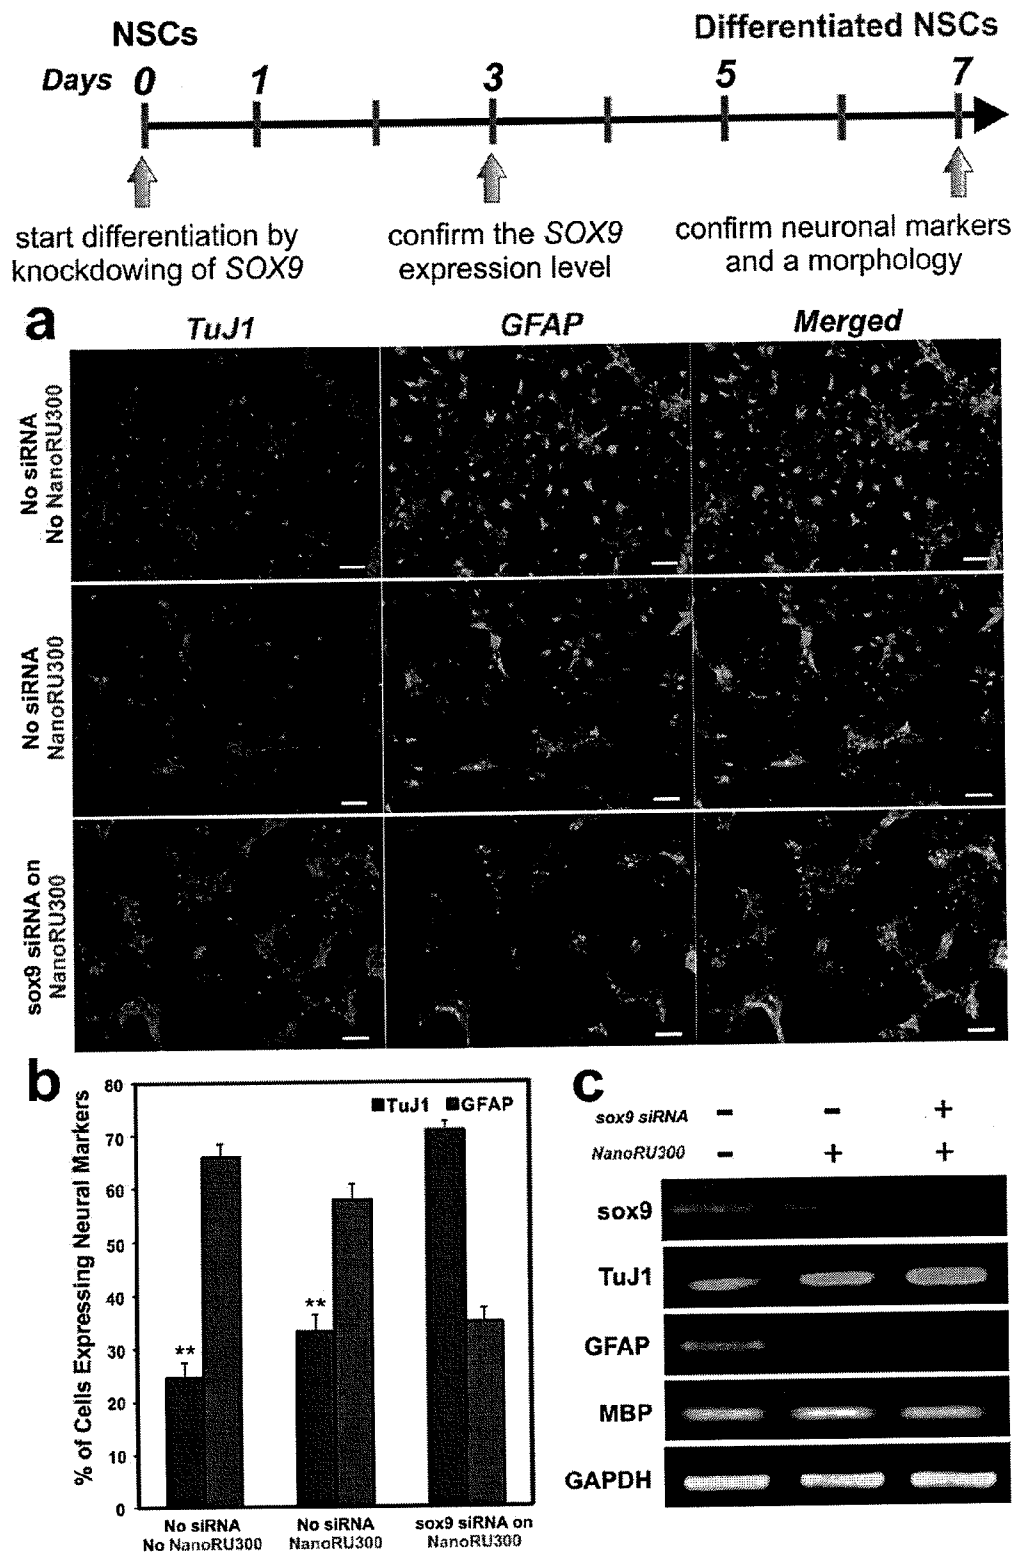 NSCs
Differentiated NSCs
Days 0 1 3 5 7
start differentiation by
knockdowing of SOX9
confirm the SOX9
expression level
confirm neuronal markers
and a morphology
a
TuJ1 GFAP Merged
No siRNA
No NanoRU300
No siRNA
NanoRU300
sox9 siRNA on
NanoRU300
b
% of Cells Expressing Neural Markers
80
70
60
50
40
30
20
10
0
TuJ1 GFAP
**
**
No siRNA
No NanoRU300
No siRNA
NanoRU300
sox9 siRNA on
NanoRU300
c
sox9 siRNA - - +
NanoRU300 - + +
sox9
TuJ1
GFAP
MBP
GAPDH